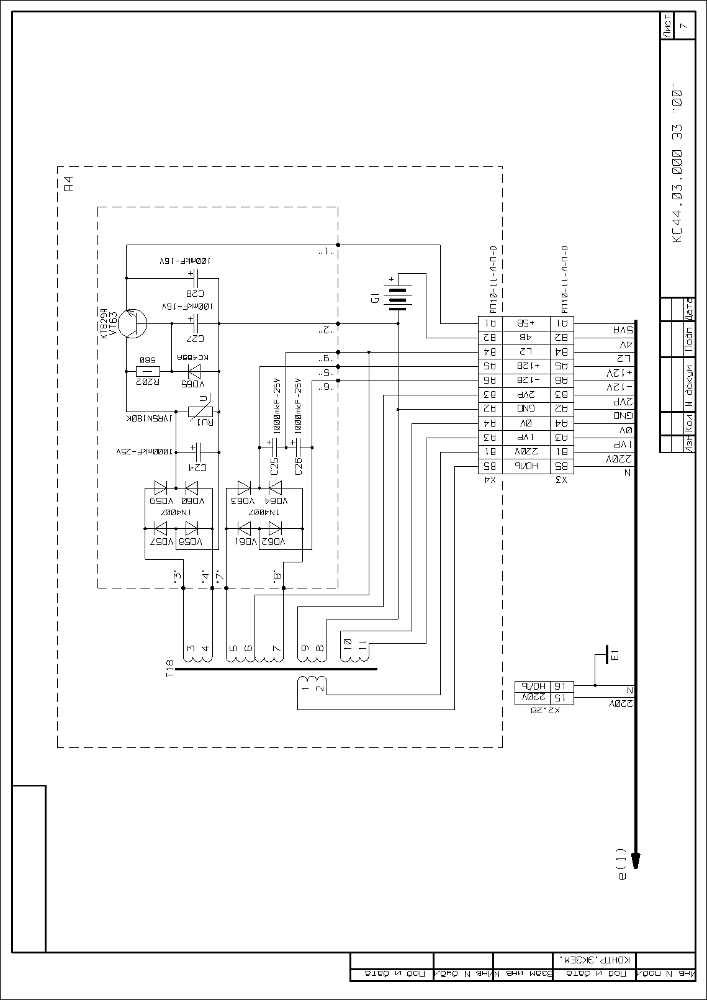 Лист
7
КС44.03.000 ЭЗ "00"
Изм
Кол
N докум
Подп
Дата
A4
КТ829А
VT63
C28
+
100mkF-16V
C27
+
100mkF-16V
560
R202
VD65
КС468А
U
RU1
JVR5N180K
1000mkF-25V
+
C24
VD59
VD60
1N4007
VD57
VD58
VD63
VD64
1N4007
VD61
VD62
C25
+
1000mkF-25V
C26
+
1000mkF-25V
"1"
"2"
"5"
"6"
"3"
"4"
"7"
"8"
G1
+
РП10-11-Л-П-О
РП10-11-Л-П-О
A1 +5В A1 5VA
B2 4В B2 4V
B4 L2 B4 L2
A5 +12В A5 +12V
A6 -12В A6 -12V
B3 2VP B3 2VP
A2 GND A2 GND
A4 0V A4 0V
A3 1VP A3 1VP
B1 220V B1 220V
B5 НОЛЬ B5 N
X4
X3
T18
3
4
5
6
7
9
8
10
11
1
2
E1
16 НОЛЬ N
15 220V 220V
X2.28
e(1)
КОНТР.ЭКЗЕМ.
Инв N подл
Под и дата
Взам инв N
Инв N дубл
Под и дата